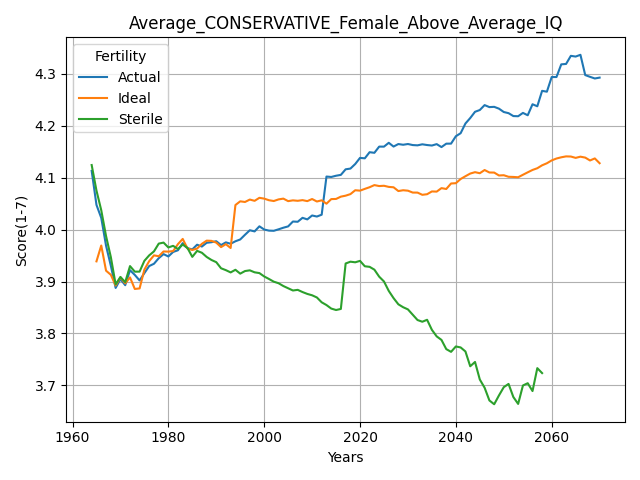 Average_CONSERVATIVE_Female_Above_Average_IQ
Fertility
Actual
Ideal
Sterile
Score(1-7)
4.3
4.2
4.1
4.0
3.9
3.8
3.7
1960
1980
2000
2020
2040
2060
Years